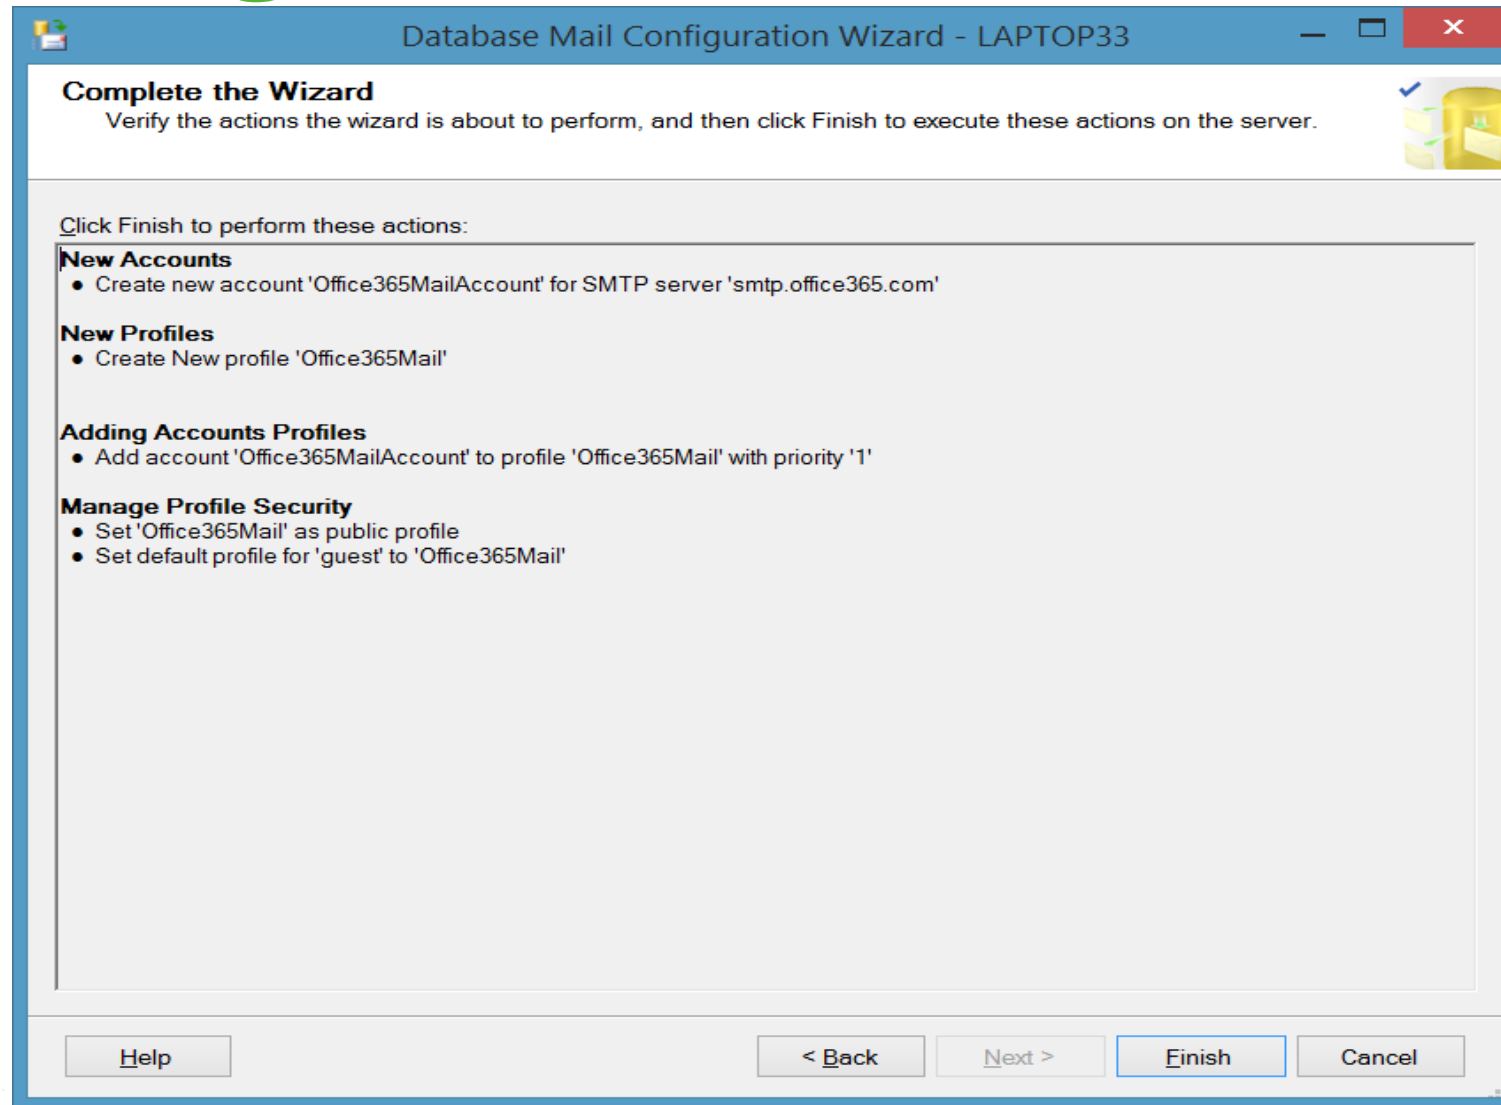 Database Mail Configuration Wizard - LAPTOP33
Complete the Wizard
Verify the actions the wizard is about to perform, and then click Finish to execute these actions on the server.
Click Finish to perform these actions:
New Accounts
● Create new account 'Office365MailAccount' for SMTP server 'smtp.office365.com'
New Profiles
● Create New profile 'Office365Mail'
Adding Accounts Profiles
● Add account 'Office365MailAccount' to profile 'Office365Mail' with priority '1'
Manage Profile Security
● Set 'Office365Mail' as public profile
● Set default profile for 'guest' to 'Office365Mail'
Help
< Back
Next >
Finish
Cancel